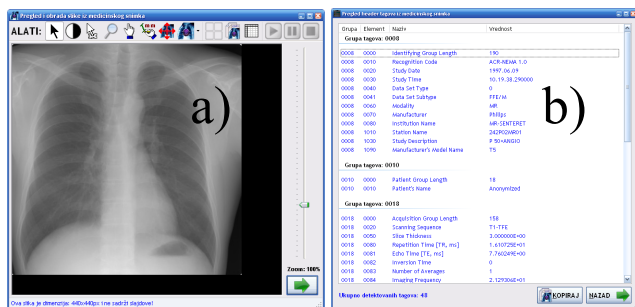 Pregled i obrada slike iz medicinskog snimka
ALATI:
a)
Zoom: 100%
Ova slika je dimenzija: 440x440ps i ne sadrži slajdove!
Pregled header tagova iz medicinskog snimka
Grupa Element Naziv Vrednost
Grupa tagova: 0008
0008 0000 Identifying Group Length 190
0008 0010 Recognition Code ACR-NEMA 1.0
0008 0020 Study Date 1997.06.09
0008 0030 Study Time 10.19.38.290000
0008 0040 Data Set Type 0
0008 0041 Data Set Subtype FFE/M
0008 0060 Modality MR
0008 0070 Manufacturer Philips
0008 0080 Institution Name MR-SENTERET
0008 1010 Station Name 242P02MR01
0008 1030 Study Description P 50+ANGIO
0008 1090 Manufacturer's Model Name T5
b)
Grupa tagova: 0010
0010 0000 Patient Group Length 18
0010 0010 Patient's Name Anonymized
Grupa tagova: 0018
0018 0000 Acquisition Group Length 158
0018 0020 Scanning Sequence T1-TFE
0018 0050 Slice Thickness 3.000000E+00
0018 0080 Repetition Time [TR, ms] 1.610725E+01
0018 0081 Echo Time [TE, ms] 7.760249E+00
0018 0082 Inversion Time 0
0018 0083 Number of Averages 1
0018 0084 Imaging Frequency 2.129306E+01
Ukupno detektovanih tagova: 48
KOPIRAJ
NAZAD